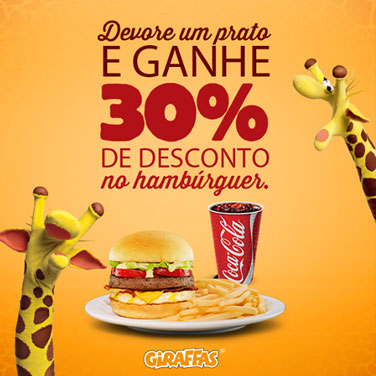 Devore um prato
E GANHE
30%
DE DESCONTO
no hambúrguer.
Coca-Cola
GiRAFFAS®